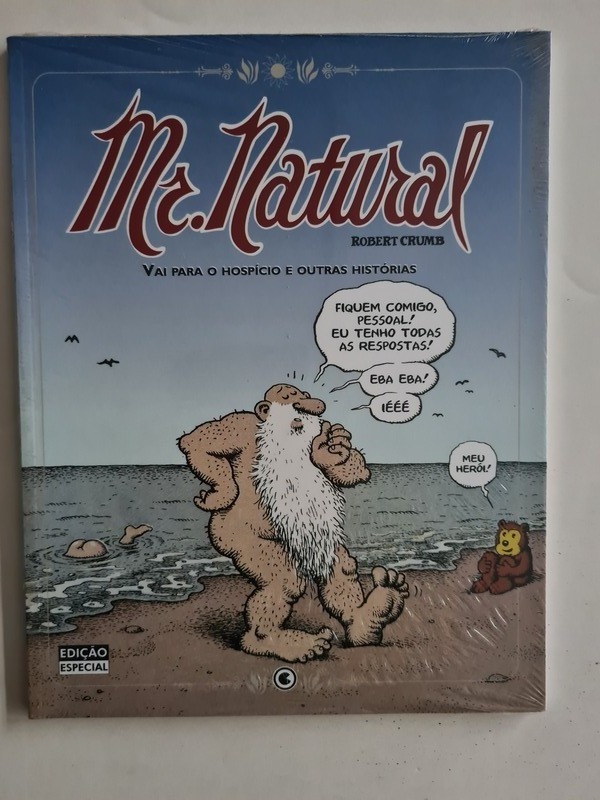 Mr. Natural
ROBERT CRUMB
VAI PARA O HOSPÍCIO E OUTRAS HISTÓRIAS
FIQUEM COMIGO,
PESSOAL!
EU TENHO TODAS
AS RESPOSTAS!
EBA EBA!
IÉÉÉ
MEU
HERÓI!
EDIÇÃO
ESPECIAL
C